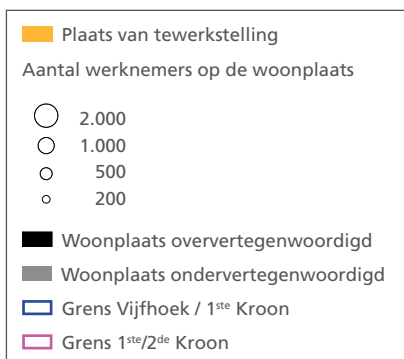 Plaats van tewerkstelling
Aantal werknemers op de woonplaats
2.000
1.000
500
200
Woonplaats oververtegenwoordigd
Woonplaats ondervertegenwoordigd
Grens Vijfhoek / 1ste Kroon
Grens 1ste/2de Kroon